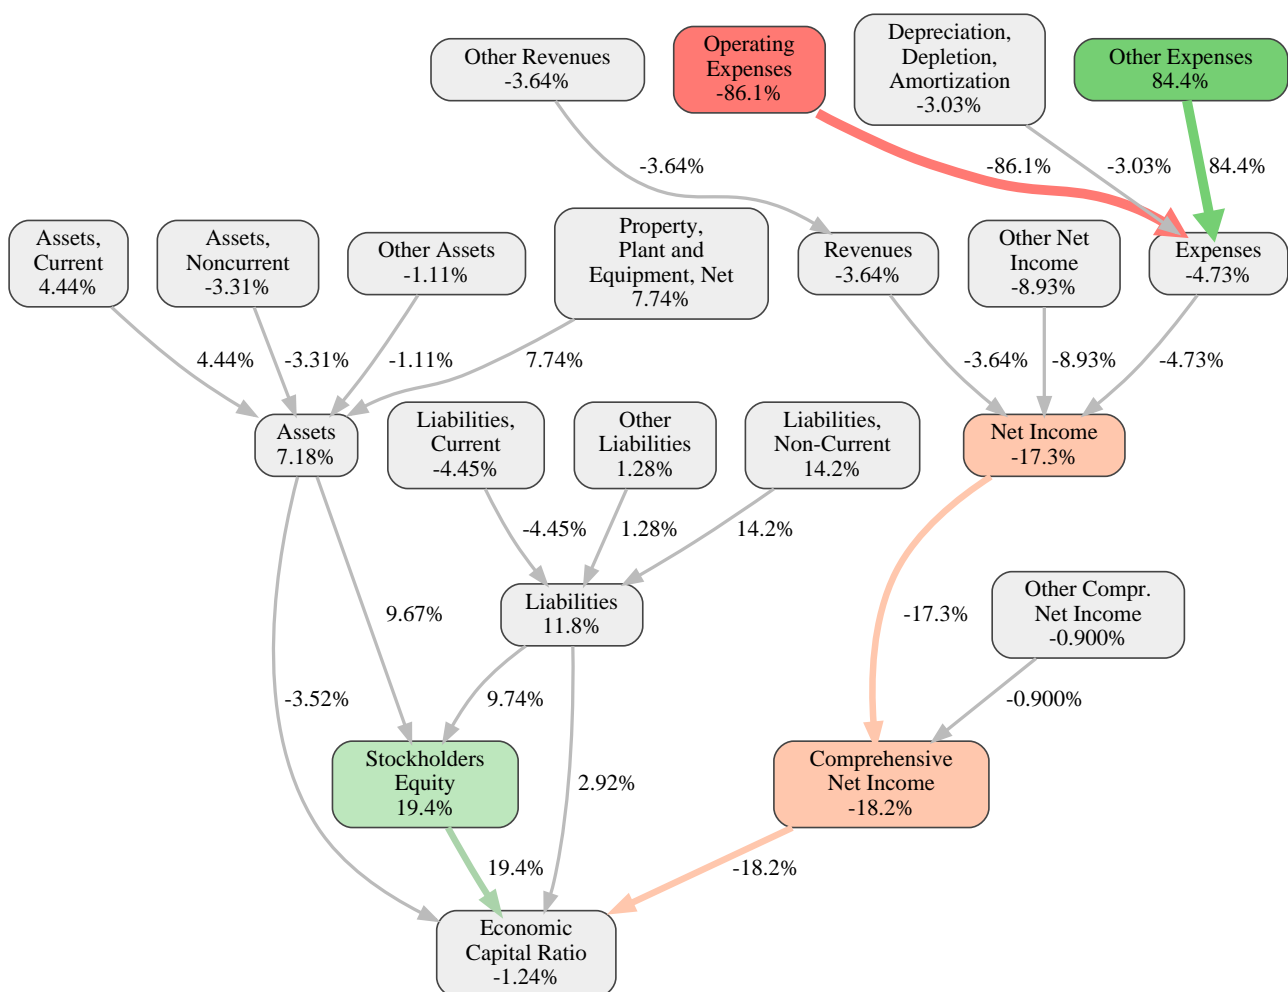 Other Revenues
-3.64%
Operating
Expenses
-86.1%
Depreciation,
Depletion,
Amortization
-3.03%
Other Expenses
84.4%
-3.64%
-86.1%
-3.03%
84.4%
Assets,
Current
4.44%
Assets,
Noncurrent
-3.31%
Other Assets
-1.11%
Property,
Plant and
Equipment, Net
7.74%
Revenues
-3.64%
Other Net
Income
-8.93%
Expenses
-4.73%
4.44%
-3.31%
-1.11%
7.74%
-3.64%
-8.93%
-4.73%
Assets
7.18%
Liabilities,
Current
-4.45%
Other
Liabilities
1.28%
Liabilities,
Non-Current
14.2%
Net Income
-17.3%
-4.45%
1.28%
14.2%
Liabilities
11.8%
9.67%
-17.3%
Other Compr.
Net Income
-0.900%
-3.52%
9.74%
-0.900%
Stockholders
Equity
19.4%
2.92%
Comprehensive
Net Income
-18.2%
19.4%
-18.2%
Economic
Capital Ratio
-1.24%